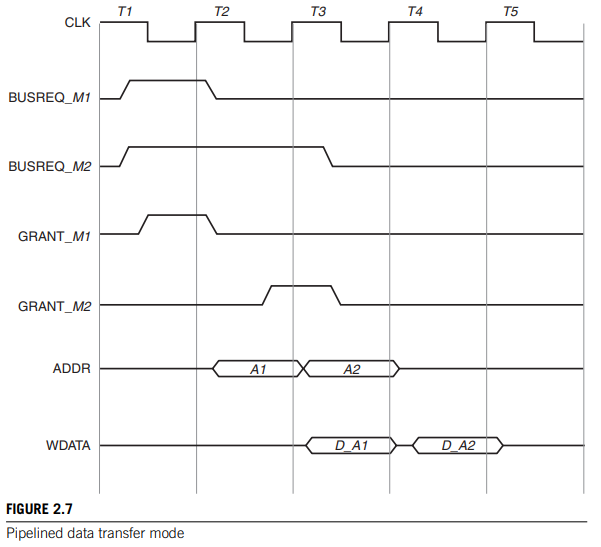 T1 T2 T3 T4 T5
CLK
BUSREQ_M1
BUSREQ_M2
GRANT_M1
GRANT_M2
ADDR A1 A2
WDATA D_A1 D_A2
FIGURE 2.7
Pipelined data transfer mode